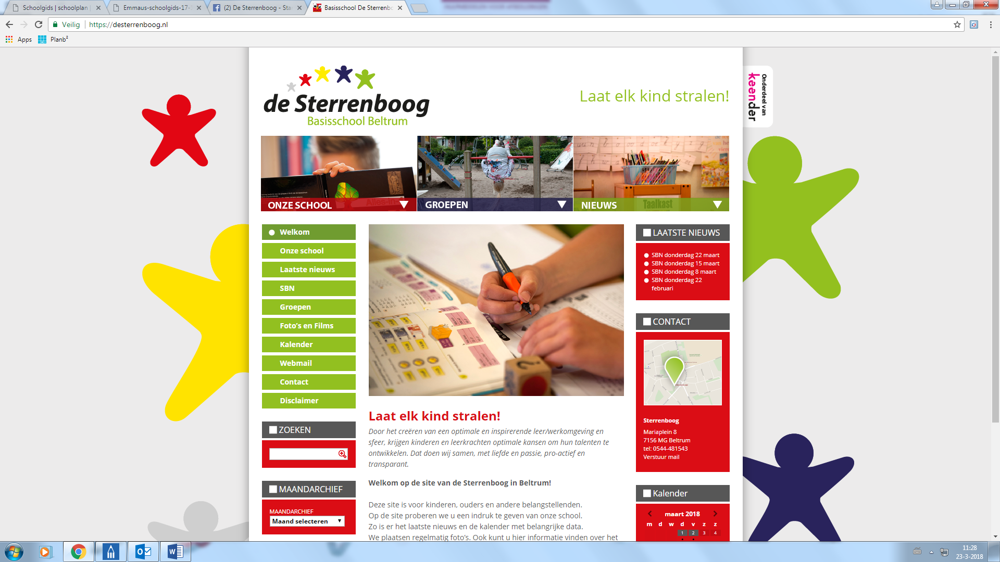 Schoolgids | schoolplan |
Emmaus-schoolgids-17-1
(2) De Sterrenboog - Sta
Basisschool De Sterrenbo
Veilig
https://desterrenboog.nl
Apps
Planb²
de Sterrenboog
Basisschool Beltrum
Laat elk kind stralen!
Onderdeel van
keender
ONZE SCHOOL
GROEPEN
NIEUWS
Taalkast
Welkom
Onze school
Laatste nieuws
SBN
Groepen
Foto's en Films
Kalender
Webmail
Contact
Disclaimer
ZOEKEN
MAANDARCHIEF
MAANDARCHIEF
Maand selecteren
Laat elk kind stralen!
Door het creëren van een optimale en inspirerende leer/werkomgeving en
sfeer, krijgen kinderen en leerkrachten optimale kansen om hun talenten te
ontwikkelen. Dat doen wij samen, met liefde en passie, pro-actief en
transparant.
Welkom op de site van de Sterrenboog in Beltrum!
Deze site is voor kinderen, ouders en andere belangstellenden.
Op de site proberen we u een indruk te geven van onze school.
Zo is er het laatste nieuws en de kalender met belangrijke data.
We plaatsen regelmatig foto's. Ook kunt u hier informatie vinden over het
LAATSTE NIEUWS
SBN donderdag 22 maart
SBN donderdag 15 maart
SBN donderdag 8 maart
SBN donderdag 22
februari
CONTACT
Sterrenboog
Mariaplein 8
7156 MG Beltrum
tel: 0544-481543
Verstuur mail
Kalender
maart 2018
m d w d v z z
1 2 3 4
11:28
23-3-2018